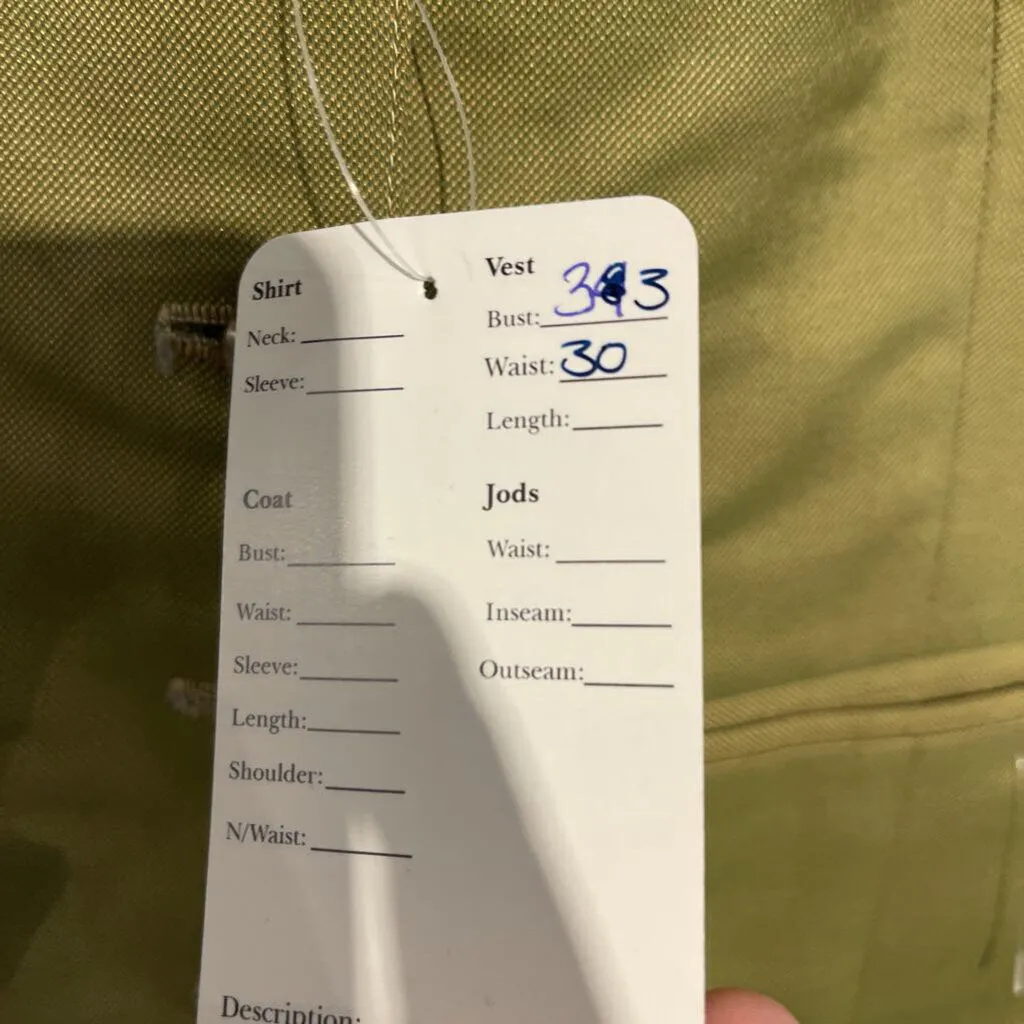 Shirt
Neck:
Sleeve:
Coat
Bust:
Waist:
Sleeve:
Length:
Shoulder:
N/Waist:
Vest
Bust: 33
Waist: 30
Length:
Jods
Waist:
Inseam:
Outseam:
Description: